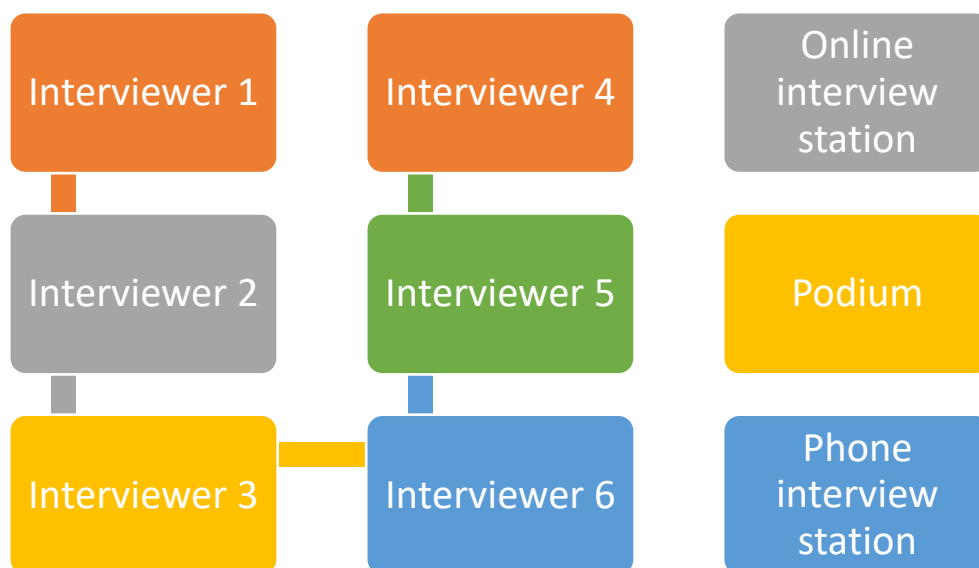 Interviewer 1
Interviewer 4
Online
interview
station
Interviewer 2
Interviewer 5
Podium
Interviewer 3
Interviewer 6
Phone
interview
station